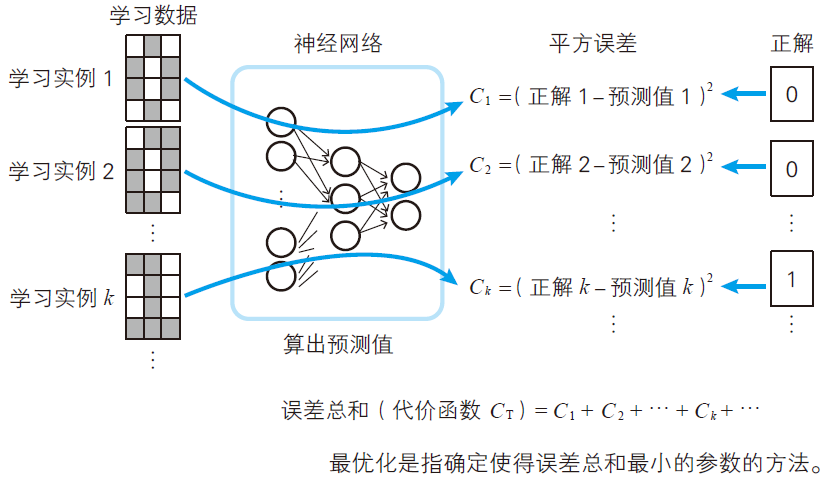 学习数据
神经网络
平方误差
正解
学习实例 1
C₁ =( 正解 1 – 预测值 1 )²
0
学习实例 2
C₂ =( 正解 2 – 预测值 2 )²
0
⋮
⋮
⋮
⋮
学习实例 k
Cₖ =( 正解 k – 预测值 k )²
1
⋮
⋮
⋮
算出预测值
误差总和 ( 代价函数 C_T ) = C₁ + C₂ + ⋯ + Cₖ + ⋯
最优化是指确定使得误差总和最小的参数的方法。